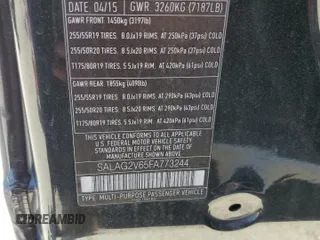 DATE 04/15 GWR. 3260KG (7187LB)
GAWR FRONT: 1450kg (3197lb)
255/55R19 TIRES. 8.0Jx19 RIMS. AT 250kPa (37psi) COLD
255/50R20 TIRES. 8.5Jx20 RIMS. AT 250kPa (37psi) COLD
T175/80R19 TIRES. 5.5Jx19 RIM. AT 420kPa (61psi) COLD
GAWR REAR: 1855kg (4090lb)
255/55R19 TIRES. 8.0Jx19 RIMS. AT 290kPa (43psi) COLD
255/50R20 TIRES. 8.5Jx20 RIMS. AT 290kPa (43psi) COLD
T175/80R19 TIRES. 5.5Jx19 RIM. AT 420kPa (61psi) COLD
THIS VEHICLE CONFORMS TO ALL APPLICABLE
U.S. FEDERAL MOTOR VEHICLE
SAFETY STANDARDS IN EFFECT ON THE DATE
OF MANUFACTURE SHOWN ABOVE.
SALAG2V65FA773244
TYPE: MULTI-PURPOSE PASSENGER VEHICLE
DREAMBID